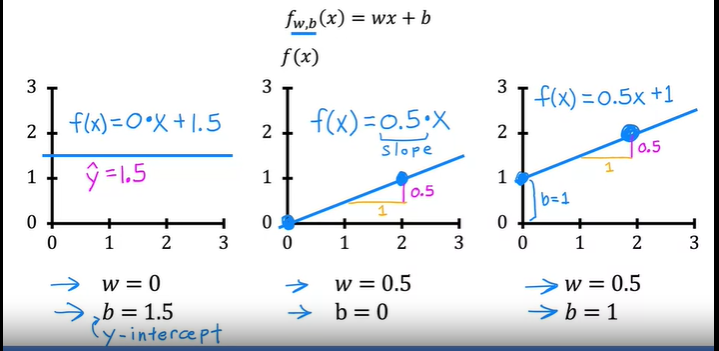 f_{w,b}(x) = wx + b
f(x)
3
2
1
0
0 1 2 3
f(x)=0•X+1.5
ŷ=1.5
→ w = 0
→ b = 1.5
y-intercept
3
2
1
0
0 1 2 3
f(x)=0.5•X
slope
0.5
1
→ w = 0.5
→ b = 0
3
2
1
0
0 1 2 3
f(x)=0.5x+1
0.5
1
b=1
→ w = 0.5
→ b = 1